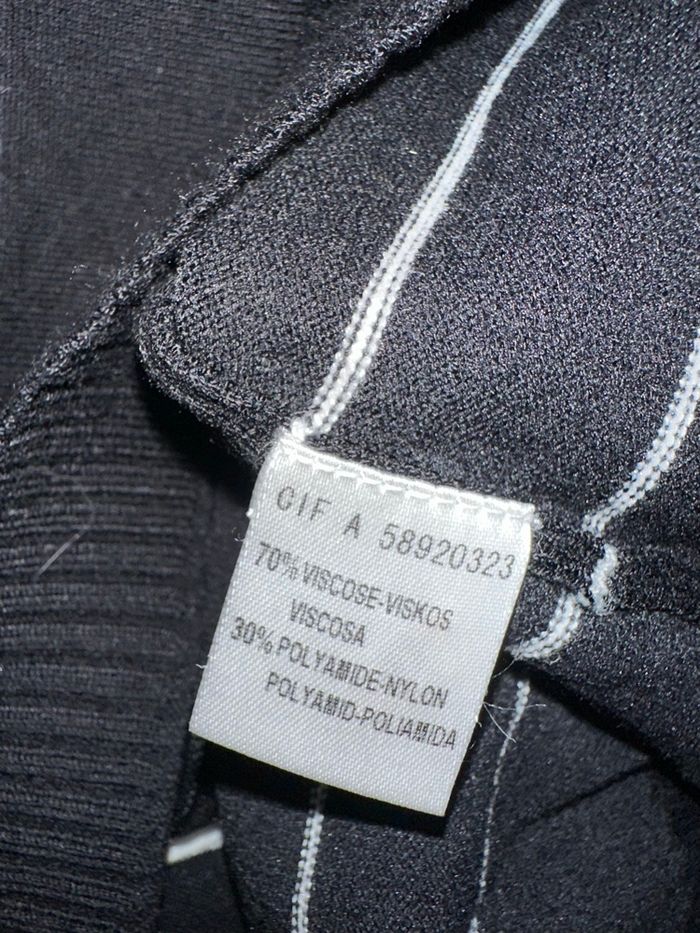 CIF A 58920323
70% VISCOSE-VISKOS
VISCOSA
30% POLYAMIDE-NYLON
POLYAMID-POLIAMIDA